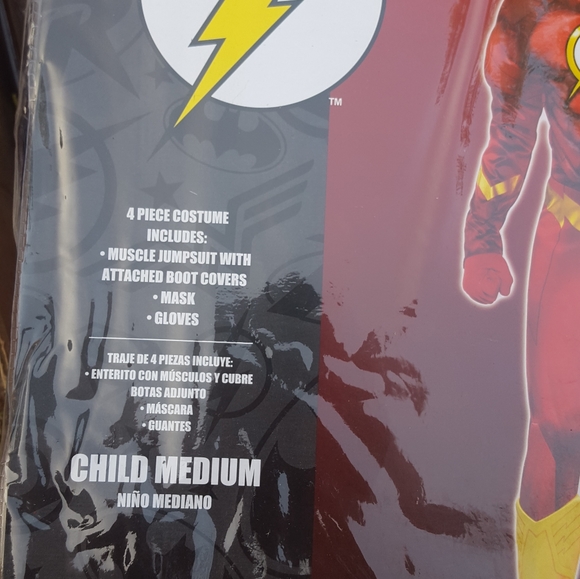 TM
4 PIECE COSTUME
INCLUDES:
• MUSCLE JUMPSUIT WITH
ATTACHED BOOT COVERS
• MASK
• GLOVES
TRAJE DE 4 PIEZAS INCLUYE:
• ENTERITO CON MÚSCULOS Y CUBRE
BOTAS ADJUNTO
• MÁSCARA
• GUANTES
CHILD MEDIUM
NIÑO MEDIANO